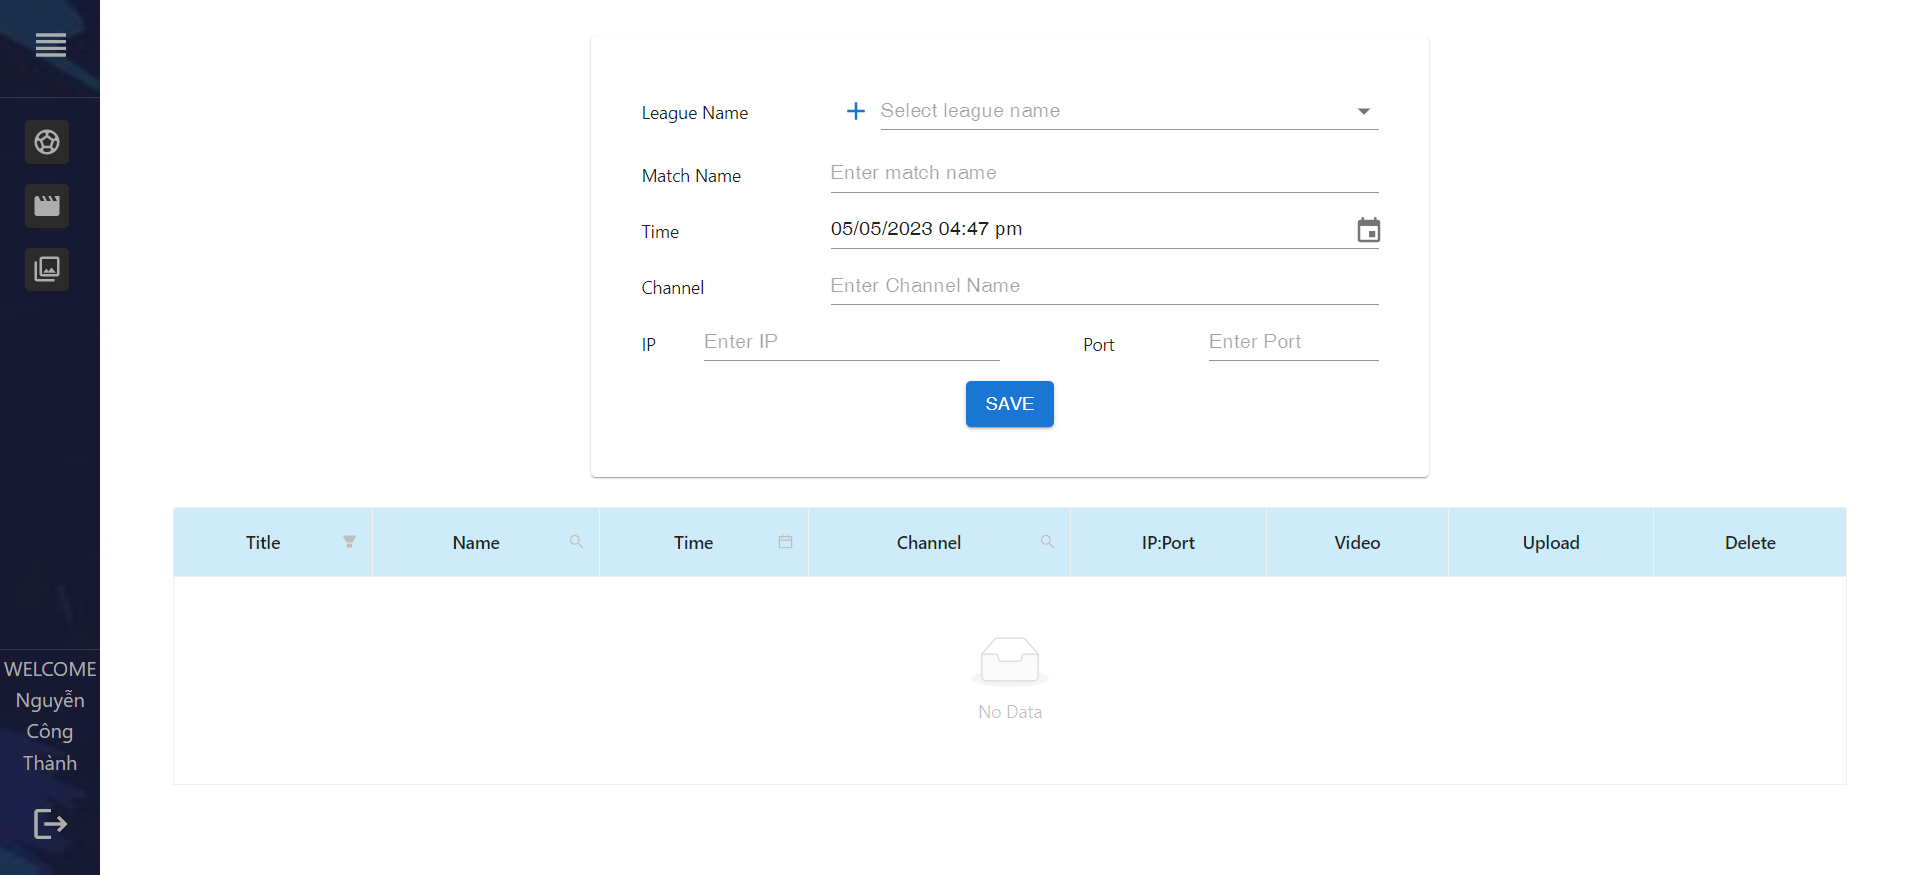 League Name
Select league name
Match Name
Enter match name
Time
05/05/2023 04:47 pm
Channel
Enter Channel Name
IP
Enter IP
Port
Enter Port
SAVE
Title
Name
Time
Channel
IP:Port
Video
Upload
Delete
No Data
WELCOME
Nguyễn
Công
Thành